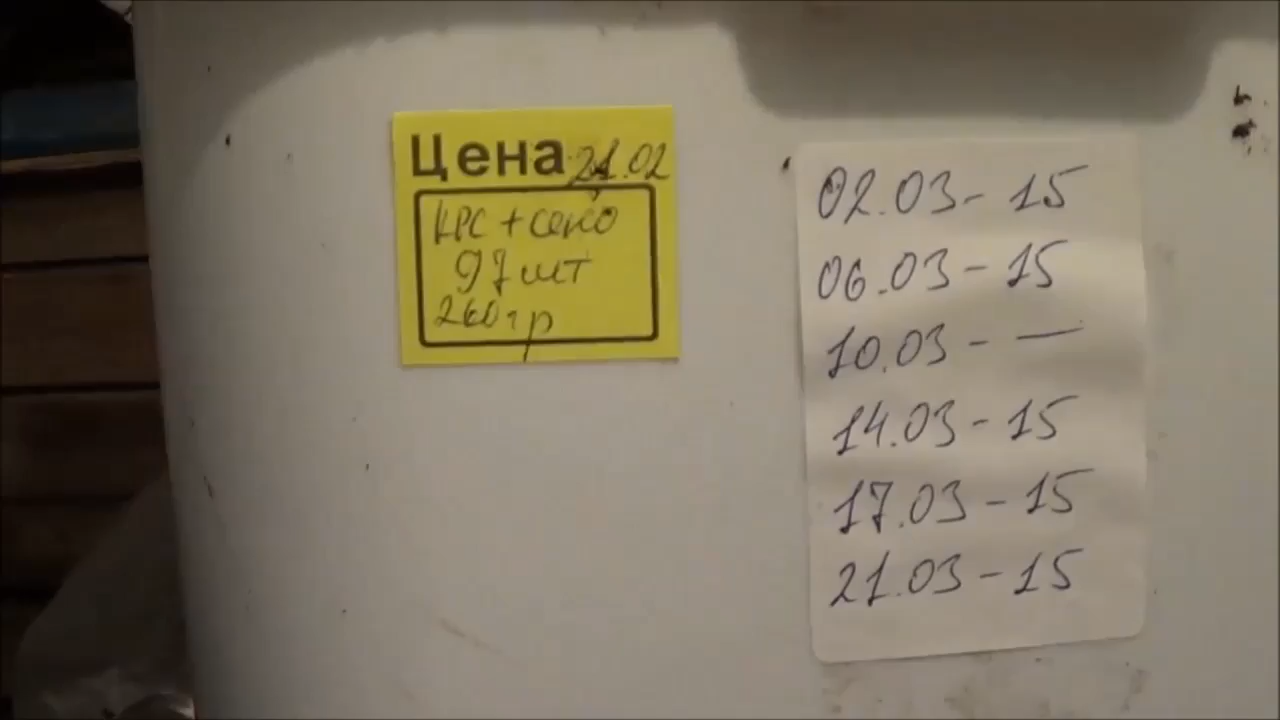 Цена 21.02
КРС + сено
97 шт
260 гр
02.03 - 15
06.03 - 15
10.03 - —
14.03 - 15
17.03 - 15
21.03 - 15